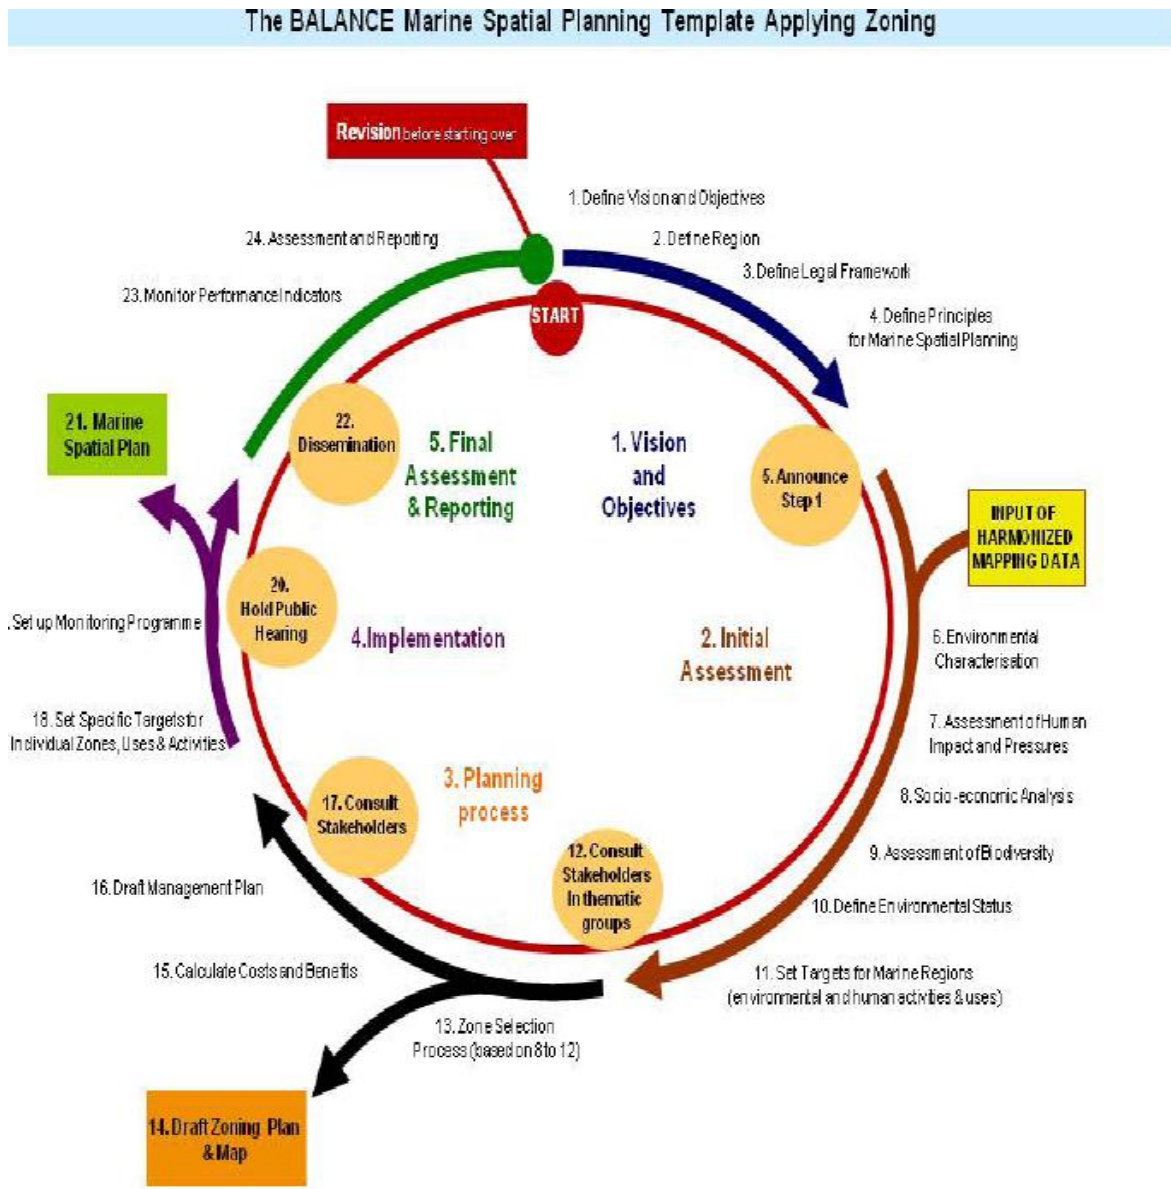 The BALANCE Marine Spatial Planning Template Applying Zoning
Revision before starting over
1. Define Vision and Objectives
2. Define Region
3. Define Legal Framework
4. Define Principles
for Marine Spatial Planning
24. Assessment and Reporting
23. Monitor Performance Indicators
START
21. Marine
Spatial Plan
22.
Dissemination
5. Final
Assessment
& Reporting
1. Vision
and
Objectives
5. Announce
Step 1
INPUT OF
HARMONIZED
MAPPING DATA
20.
Hold Public
Hearing
. Set up Monitoring Programme
4.Implementation
2. Initial
Assessment
6. Environmental
Characterisation
18. Set Specific Targets for
Individual Zones, Uses & Activities
7. Assessment of Human
Impact and Pressures
3. Planning
process
8. Socio-economic Analysis
17. Consult
Stakeholders
12. Consult
Stakeholders
In thematic
groups
9. Assessment of Biodiversity
16. Draft Management Plan
10. Define Environmental Status
15. Calculate Costs and Benefits
11. Set Targets for Marine Regions
(environmental and human activities & uses)
13. Zone Selection
Process (based on 8 to 12)
14. Draft Zoning Plan
& Map